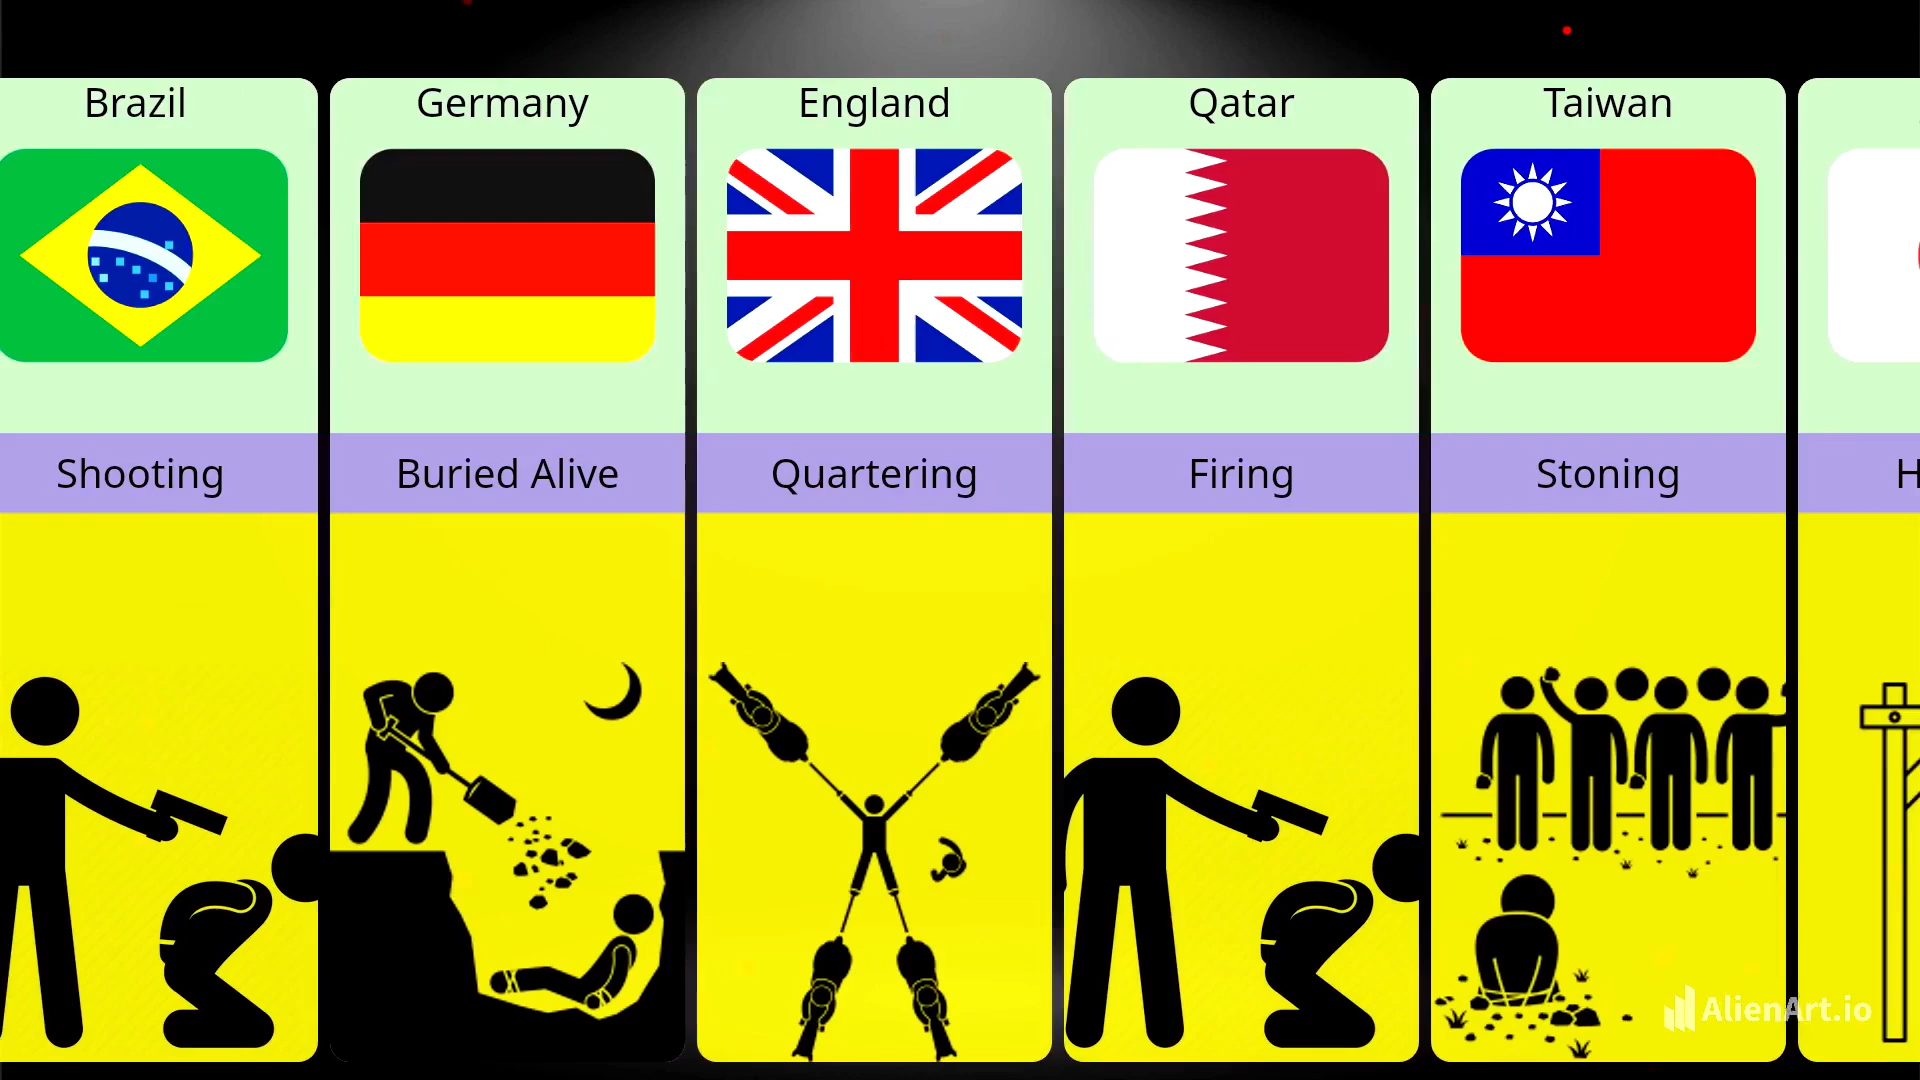 Brazil
Germany
England
Qatar
Taiwan
Shooting
Buried Alive
Quartering
Firing
Stoning
H
AlienArt.io